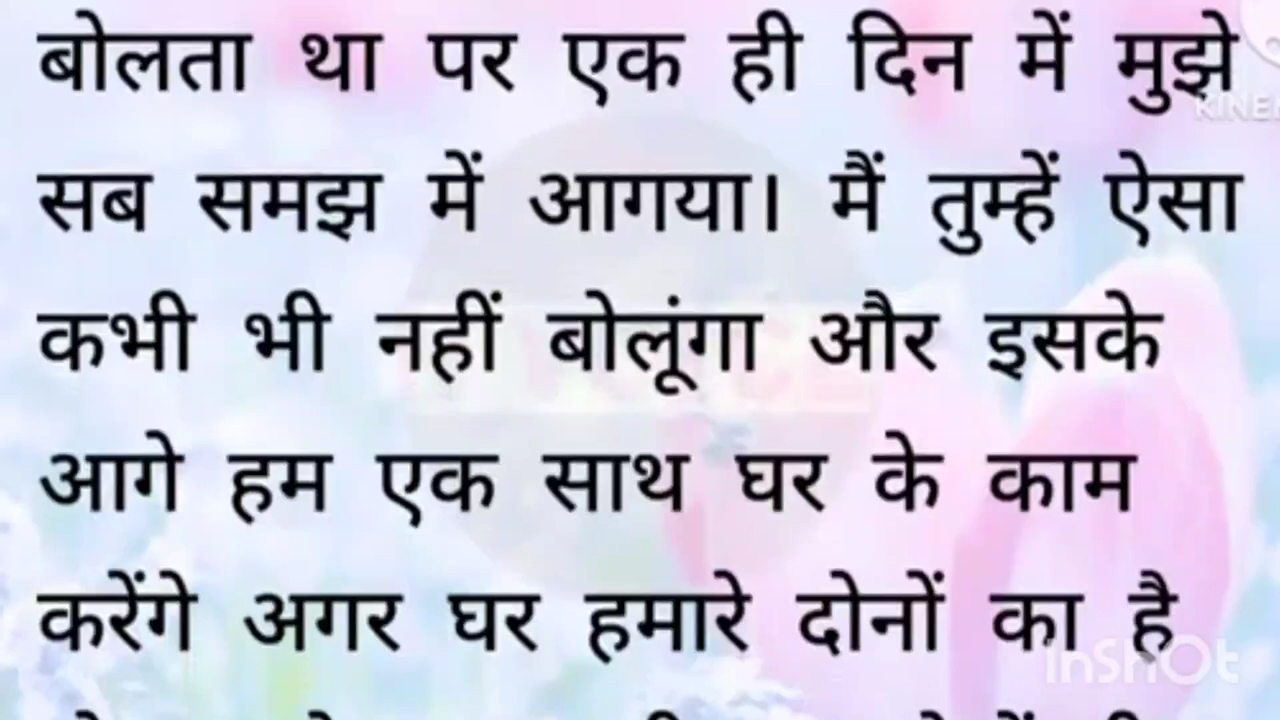 बोलता था पर एक ही दिन में मुझे
सब समझ में आगया। मैं तुम्हें ऐसा
कभी भी नहीं बोलूंगा और इसके
आगे हम एक साथ घर के काम
करेंगे अगर घर हमारे दोनों का है
InShOt